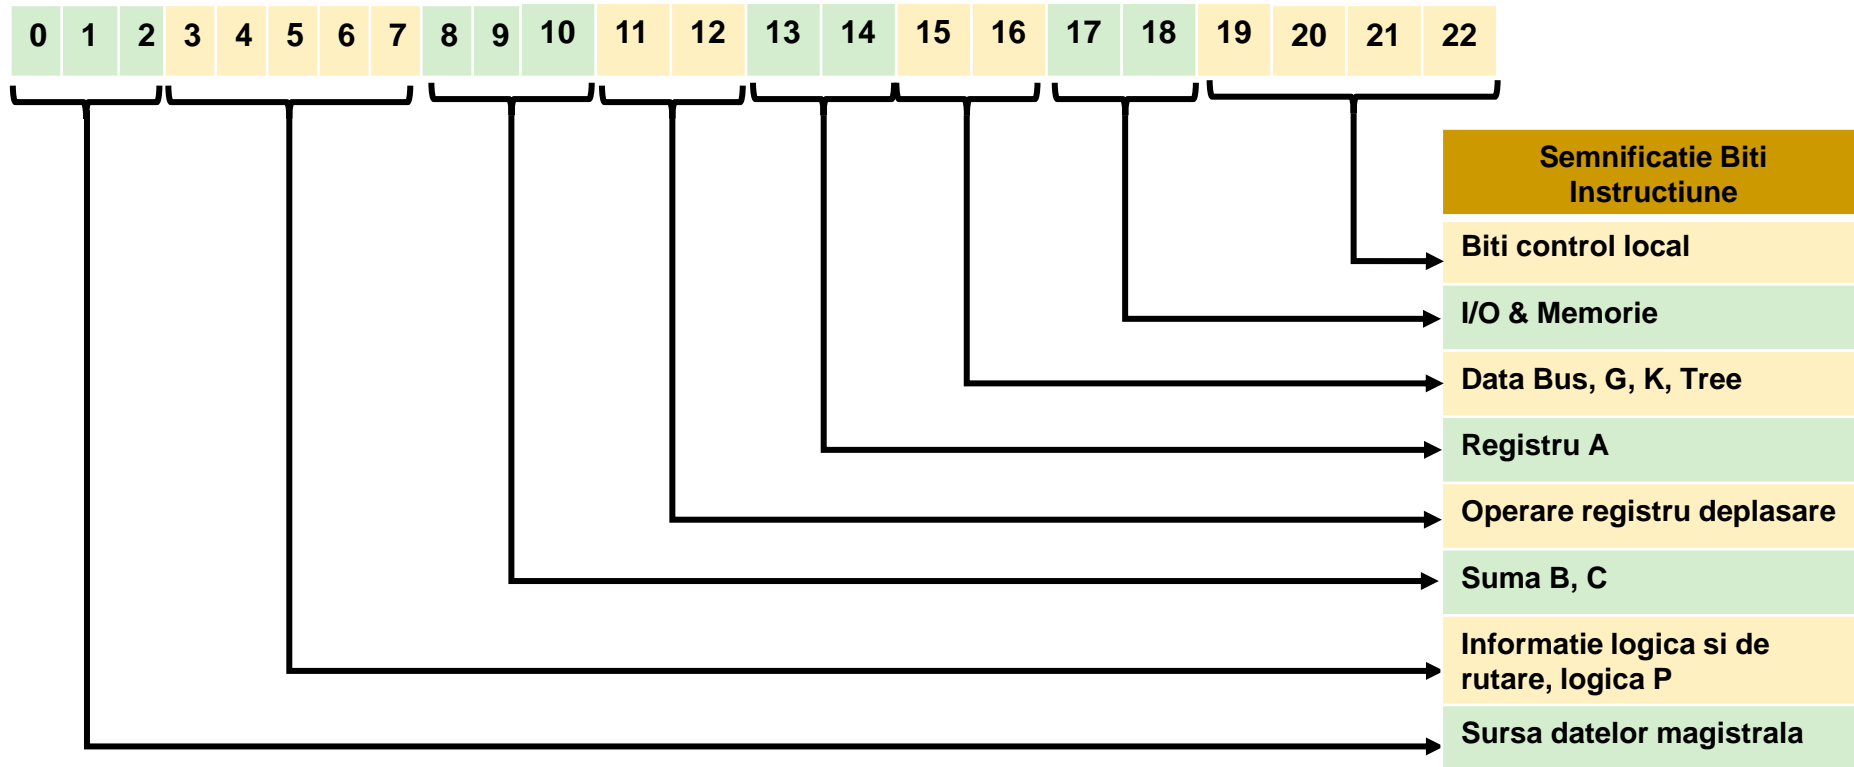 0 1 2 3 4 5 6 7 8 9 10 11 12 13 14 15 16 17 18 19 20 21 22
Semnificatie Biti
Instructiune
Biti control local
I/O & Memorie
Data Bus, G, K, Tree
Registru A
Operare registru deplasare
Suma B, C
Informatie logica si de
rutare, logica P
Sursa datelor magistrala